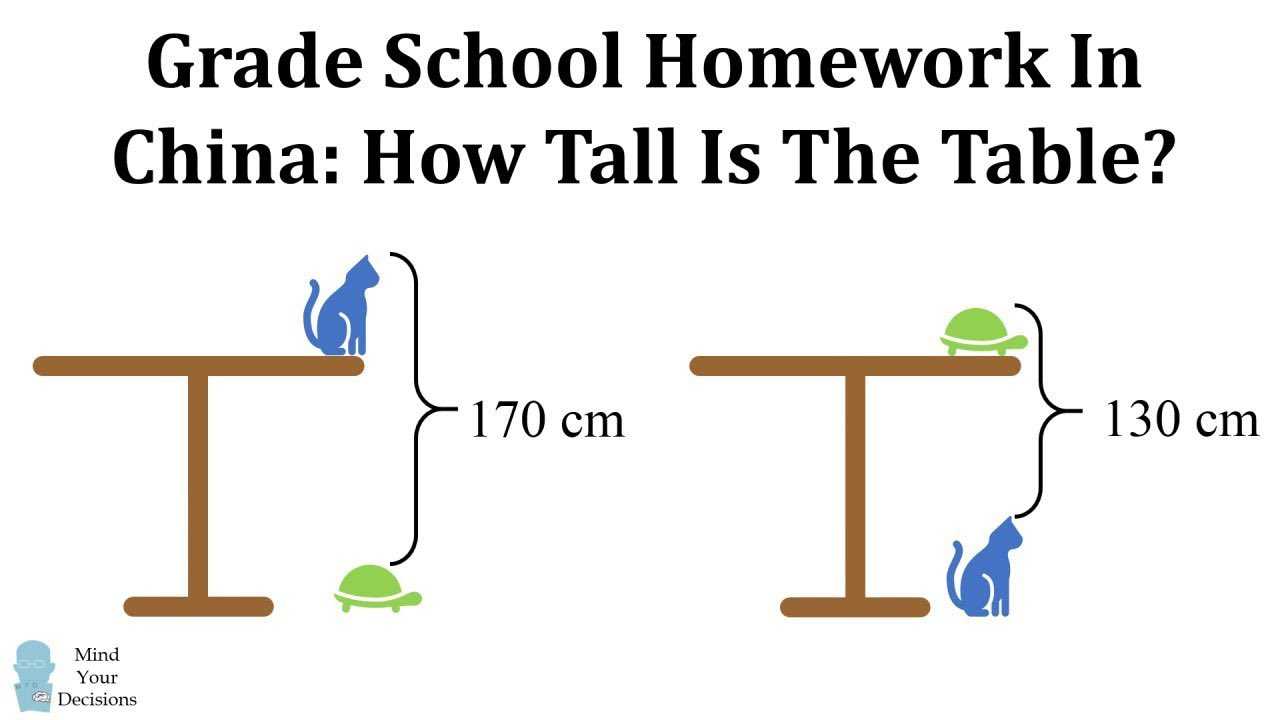 Grade School Homework In
China: How Tall Is The Table?
170 cm
130 cm
Mind
Your
Decisions